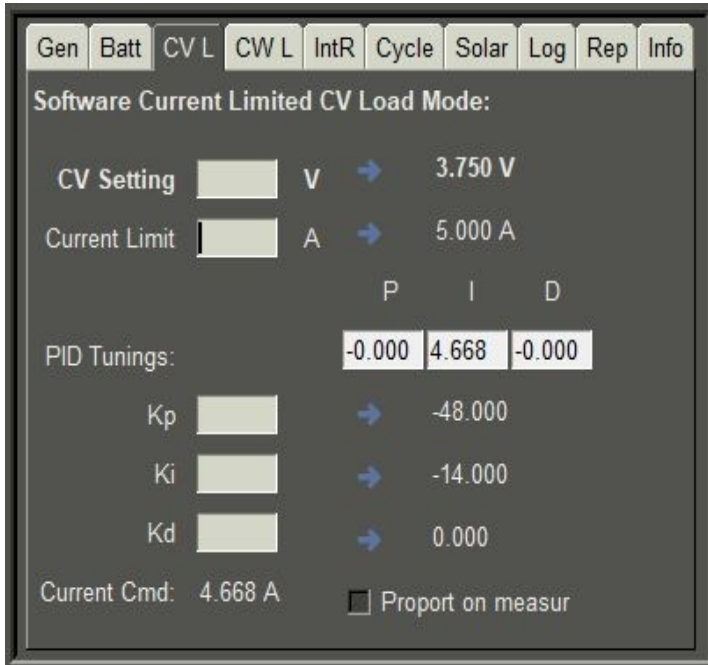 Gen Batt CV L CW L IntR Cycle Solar Log Rep Info
Software Current Limited CV Load Mode:
CV Setting V 3.750 V
Current Limit A 5.000 A
P I D
PID Tunings: -0.000 4.668 -0.000
Kp -48.000
Ki -14.000
Kd 0.000
Current Cmd: 4.668 A Proport on measur